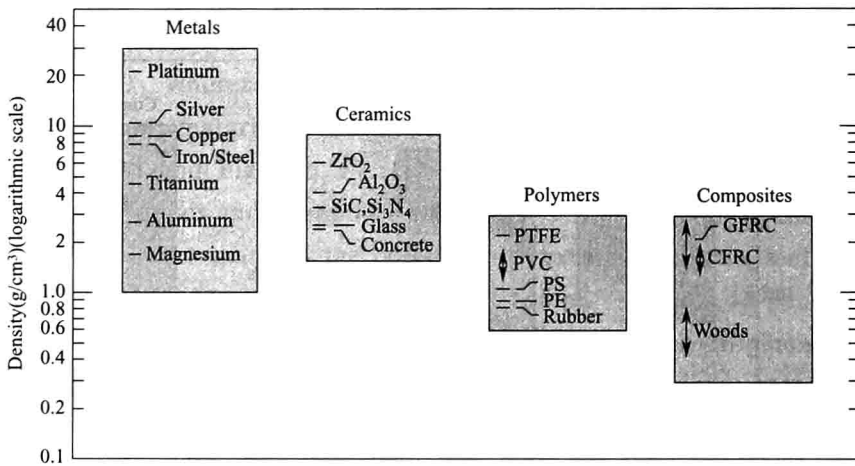 Density(g/cm³)(logarithmic scale)
40
20
10
8
6
4
2
1.0
0.8
0.6
0.4
0.2
0.1
Metals
Platinum
Silver
Copper
Iron/Steel
Titanium
Aluminum
Magnesium
Ceramics
ZrO₂
Al₂O₃
SiC,Si₃N₄
Glass
Concrete
Polymers
PTFE
PVC
PS
PE
Rubber
Composites
GFRC
CFRC
Woods